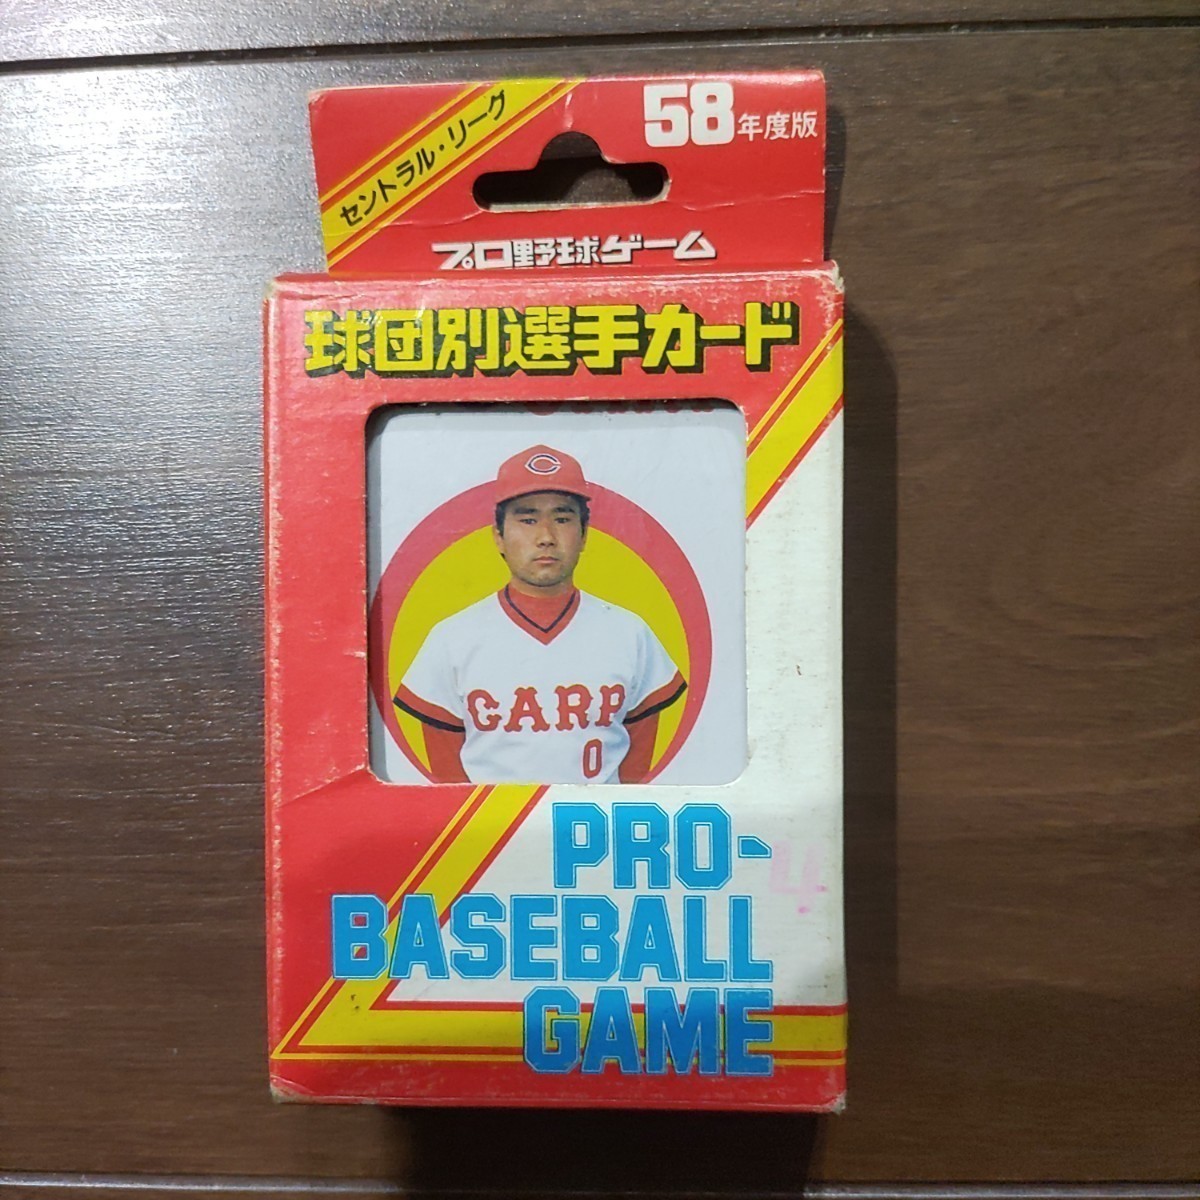 セントラル・リーグ
58年度版
プロ野球ゲーム
球団別選手カード
C
CARP
0
PRO-
BASEBALL
GAME
4